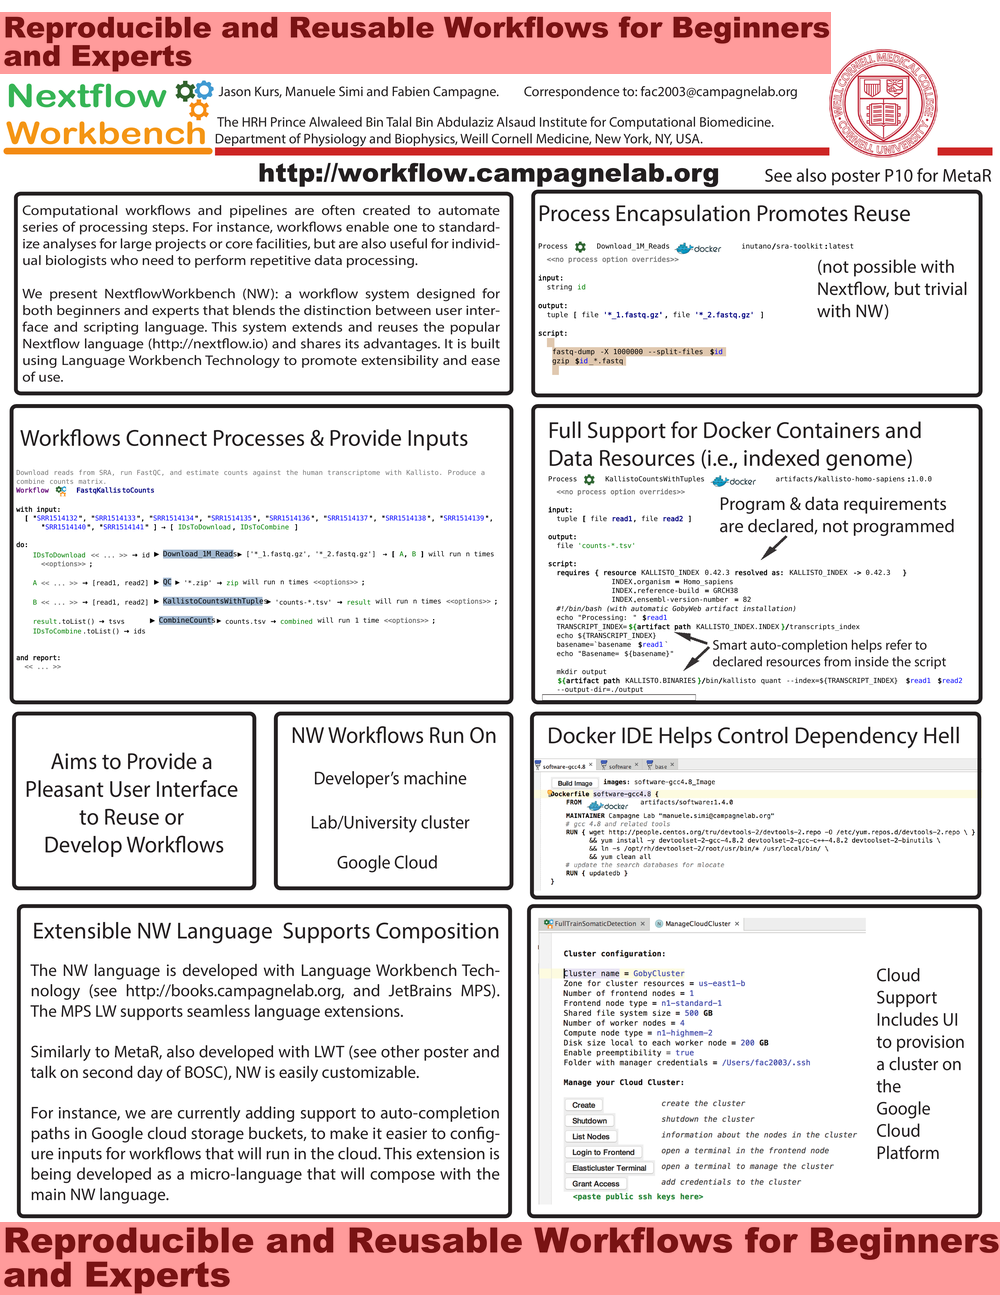 Reproducible and Reusable Workflows for Beginners
and Experts
Nextflow
Workbench
Jason Kurs, Manuele Simi and Fabien Campagne. Correspondence to: fac2003@campagnelab.org
The HRH Prince Alwaleed Bin Talal Bin Abdulaziz Alsaud Institute for Computational Biomedicine.
Department of Physiology and Biophysics, Weill Cornell Medicine, New York, NY, USA.
WEILL CORNELL MEDICAL COLLEGE
http://workflow.campagnelab.org
See also poster P10 for MetaR
Computational workflows and pipelines are often created to automate
series of processing steps. For instance, workflows enable one to standard-
ize analyses for large projects or core facilities, but are also useful for individ-
ual biologists who need to perform repetitive data processing.
We present NextflowWorkbench (NW): a workflow system designed for
both beginners and experts that blends the distinction between user inter-
face and scripting language. This system extends and reuses the popular
Nextflow language (http://nextflow.io) and shares its advantages. It is built
using Language Workbench Technology to promote extensibility and ease
of use.
Process Encapsulation Promotes Reuse
Process Download_1M_Reads docker inutano/sra-toolkit:latest
<<no process option overrides>>
input:
string id
output:
tuple [ file '*_1.fastq.gz', file '*_2.fastq.gz' ]
script:
fastq-dump -X 1000000 --split-files $id
gzip $id_*.fastq
(not possible with
Nextflow, but trivial
with NW)
Workflows Connect Processes & Provide Inputs
Download reads from SRA, run FastQC, and estimate counts against the human transcriptome with Kallisto. Produce a
combine counts matrix.
Workflow FastqKallistoCounts
with input:
[ "SRR1514132", "SRR1514133", "SRR1514134", "SRR1514135", "SRR1514136", "SRR1514137", "SRR1514138", "SRR1514139",
"SRR1514140", "SRR1514141" ] → [ IDsToDownload, IDsToCombine ]
do:
IDsToDownload << ... >> → id ▶ Download_1M_Reads ▶ ['*_1.fastq.gz', '*_2.fastq.gz'] → [ A, B ] will run n times
<<options>> ;
A << ... >> → [read1, read2] ▶ QC ▶ '*.zip' → zip will run n times <<options>> ;
B << ... >> → [read1, read2] ▶ KallistoCountsWithTuples ▶ 'counts-*.tsv' → result will run n times <<options>> ;
result.toList() → tsvs ▶ CombineCounts ▶ counts.tsv → combined will run 1 time <<options>> ;
IDsToCombine.toList() → ids
and report:
<< ... >>
Full Support for Docker Containers and
Data Resources (i.e., indexed genome)
Process KallistoCountsWithTuples docker artifacts/kallisto-homo-sapiens :1.0.0
<<no process option overrides>>
input:
tuple [ file read1, file read2 ]
output:
file 'counts-*.tsv'
Program & data requirements
are declared, not programmed
script:
requires { resource KALLISTO_INDEX 0.42.3 resolved as: KALLISTO_INDEX -> 0.42.3 }
INDEX.organism = Homo_sapiens
INDEX.reference-build = GRCH38
INDEX.ensembl-version-number = 82
#!/bin/bash (with automatic GobyWeb artifact installation)
echo "Processing: " $read1
TRANSCRIPT_INDEX="${artifact path KALLISTO_INDEX.INDEX}/transcripts_index
echo ${TRANSCRIPT_INDEX}
basename=`basename $read1`
echo "Basename= ${basename}"
mkdir output
${artifact path KALLISTO.BINARIES}/bin/kallisto quant --index=${TRANSCRIPT_INDEX} $read1 $read2
--output-dir=./output
Smart auto-completion helps refer to
declared resources from inside the script
Aims to Provide a
Pleasant User Interface
to Reuse or
Develop Workflows
NW Workflows Run On
Developer's machine
Lab/University cluster
Google Cloud
Docker IDE Helps Control Dependency Hell
software-gcc4.8 × software × base ×
Build Image images: software-gcc4.8_Image
Dockerfile software-gcc4.8 {
FROM docker artifacts/software:1.4.0
MAINTAINER Campagne Lab "manuele.simi@campagnelab.org"
# gcc 4.8 and related tools
RUN { wget http://people.centos.org/tru/devtools-2/devtools-2.repo -O /etc/yum.repos.d/devtools-2.repo \ }
&& yum install -y devtoolset-2-gcc-4.8.2 devtoolset-2-gcc-c++-4.8.2 devtoolset-2-binutils \
&& ln -s /opt/rh/devtoolset-2/root/usr/bin/* /usr/local/bin/ \
&& yum clean all
# update the search databases for mlocate
RUN { updatedb }
}
Extensible NW Language Supports Composition
The NW language is developed with Language Workbench Tech-
nology (see http://books.campagnelab.org, and JetBrains MPS).
The MPS LW supports seamless language extensions.
Similarly to MetaR, also developed with LWT (see other poster and
talk on second day of BOSC), NW is easily customizable.
For instance, we are currently adding support to auto-completion
paths in Google cloud storage buckets, to make it easier to config-
ure inputs for workflows that will run in the cloud. This extension is
being developed as a micro-language that will compose with the
main NW language.
FullTrainSomaticDetection × ManageCloudCluster ×
Cluster configuration:
Cluster name = GobyCluster
Zone for cluster resources = us-east1-b
Number of frontend nodes = 1
Frontend node type = n1-standard-1
Shared file system size = 500 GB
Number of worker nodes = 4
Compute node type = n1-highmem-2
Disk size local to each worker node = 200 GB
Enable preemptibility = true
Folder with manager credentials = /Users/fac2003/.ssh
Manage your Cloud Cluster:
Create create the cluster
Shutdown shutdown the cluster
List Nodes information about the nodes in the cluster
Login to Frontend open a terminal in the frontend node
Elasticluster Terminal open a terminal to manage the cluster
Grant Access add credentials to the cluster
<paste public ssh keys here>
Cloud
Support
Includes UI
to provision
a cluster on
the
Google
Cloud
Platform
Reproducible and Reusable Workflows for Beginners
and Experts